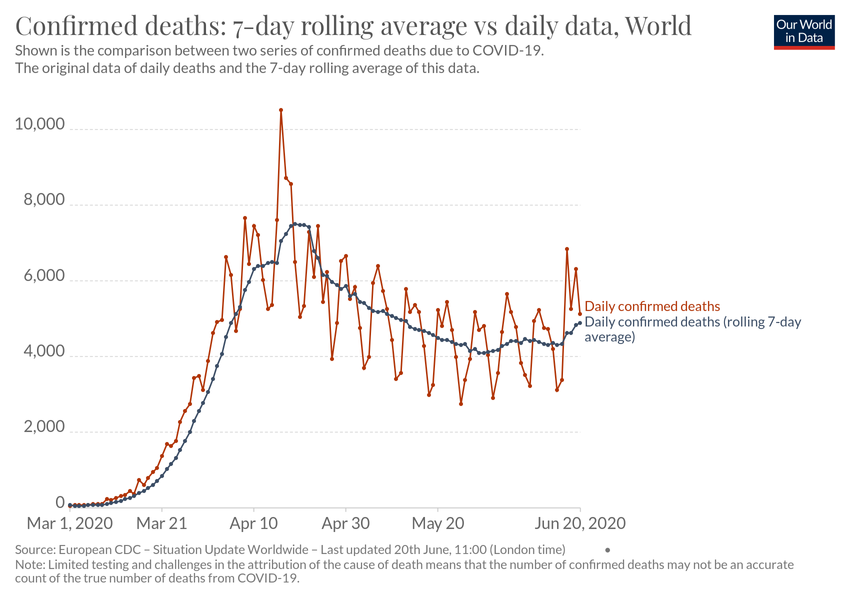 Confirmed deaths: 7-day rolling average vs daily data, World
Our World
in Data
Shown is the comparison between two series of confirmed deaths due to COVID-19.
The original data of daily deaths and the 7-day rolling average of this data.
10,000
8,000
6,000
4,000
2,000
0
Daily confirmed deaths
Daily confirmed deaths (rolling 7-day
average)
Mar 1, 2020 Mar 21 Apr 10 Apr 30 May 20 Jun 20, 2020
Source: European CDC – Situation Update Worldwide – Last updated 20th June, 11:00 (London time) •
Note: Limited testing and challenges in the attribution of the cause of death means that the number of confirmed deaths may not be an accurate
count of the true number of deaths from COVID-19.